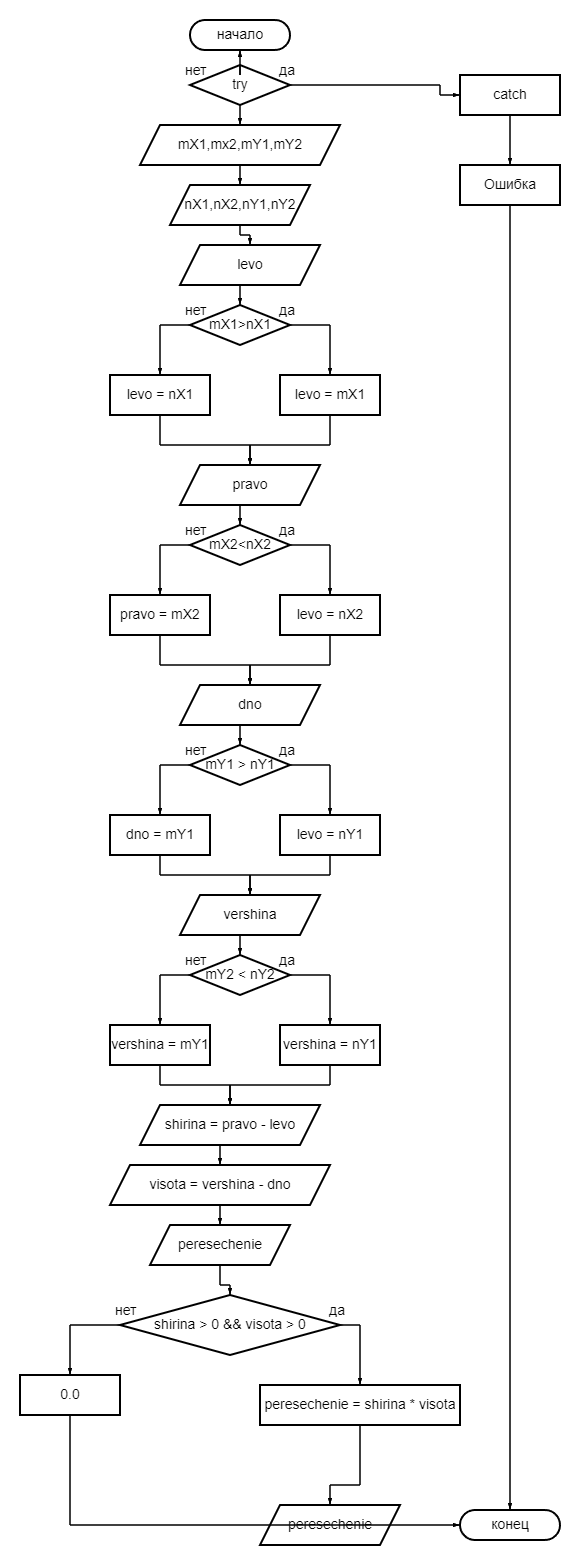 начало
нет
да
try
catch
mX1,mx2,mY1,mY2
Ошибка
nX1,nX2,nY1,nY2
levo
нет
да
mX1>nX1
levo = nX1
levo = mX1
pravo
нет
да
mX2<nX2
pravo = mX2
levo = nX2
dno
нет
да
mY1 > nY1
dno = mY1
levo = nY1
vershina
нет
да
mY2 < nY2
vershina = mY1
vershina = nY1
shirina = pravo - levo
visota = vershina - dno
peresechenie
нет
да
shirina > 0 && visota > 0
0.0
peresechenie = shirina * visota
peresechenie
конец